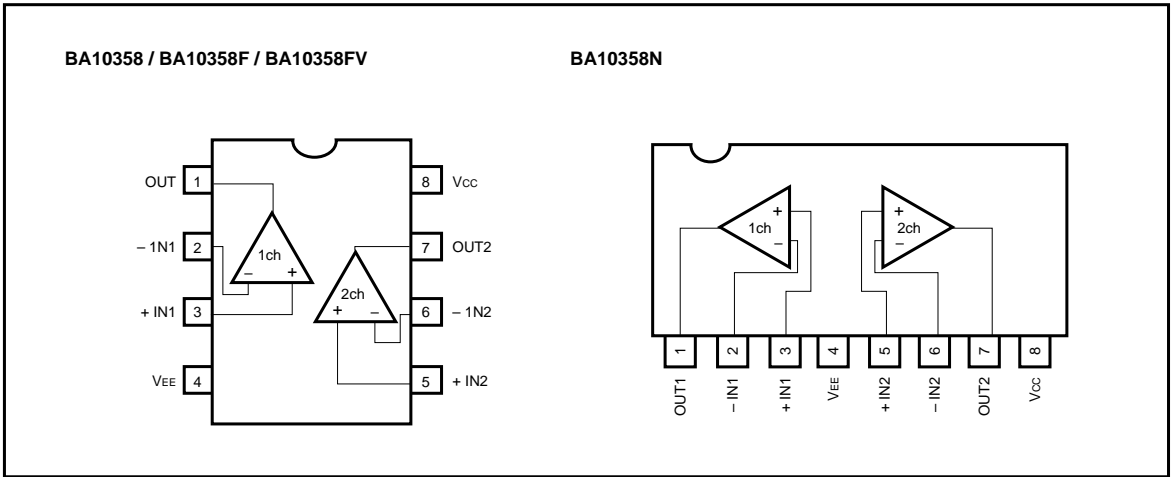 BA10358 / BA10358F / BA10358FV
OUT 1
– 1N1 2
+ IN1 3
VEE 4
8 Vcc
7 OUT2
6 – 1N2
5 + IN2
1ch
– +
2ch
+ –
BA10358N
1ch
+
–
2ch
+
–
1 2 3 4 5 6 7 8
OUT1
– IN1
+ IN1
VEE
+ IN2
– IN2
OUT2
Vcc